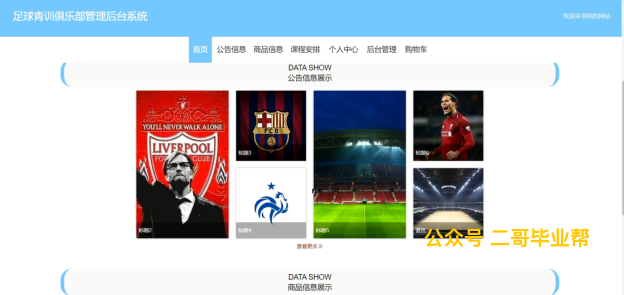 足球青训俱乐部管理后台系统
欢迎来到我的网站
首页 公告信息 商品信息 课程安排 个人中心 后台管理 购物车
DATA SHOW
公告信息展示
YOU'LL NEVER WALK ALONE
LIVERPOOL
FOOTBALL CLUB
FCB
标题3
标题6
标题2
标题4
标题5
资讯
公众号 二哥毕业帮
查看更多
DATA SHOW
商品信息展示